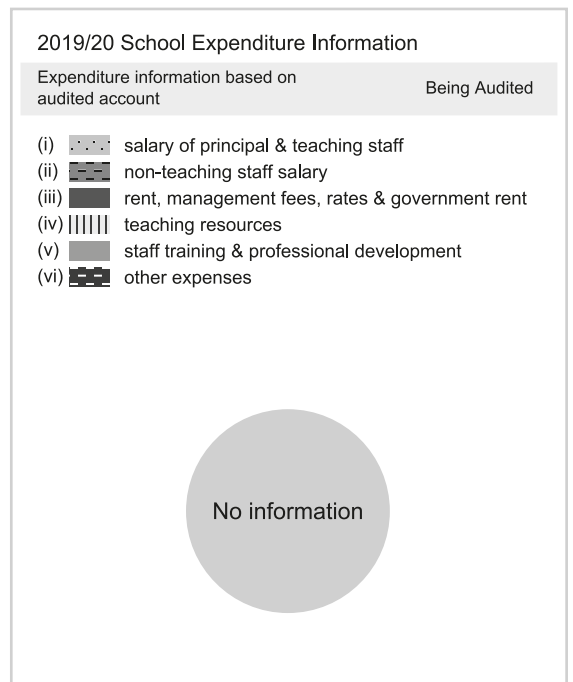 2019/20 School Expenditure Information
Expenditure information based on Being Audited
audited account
(i) salary of principal & teaching staff
(ii) non-teaching staff salary
(iii) rent, management fees, rates & government rent
(iv) teaching resources
(v) staff training & professional development
(vi) other expenses
No information